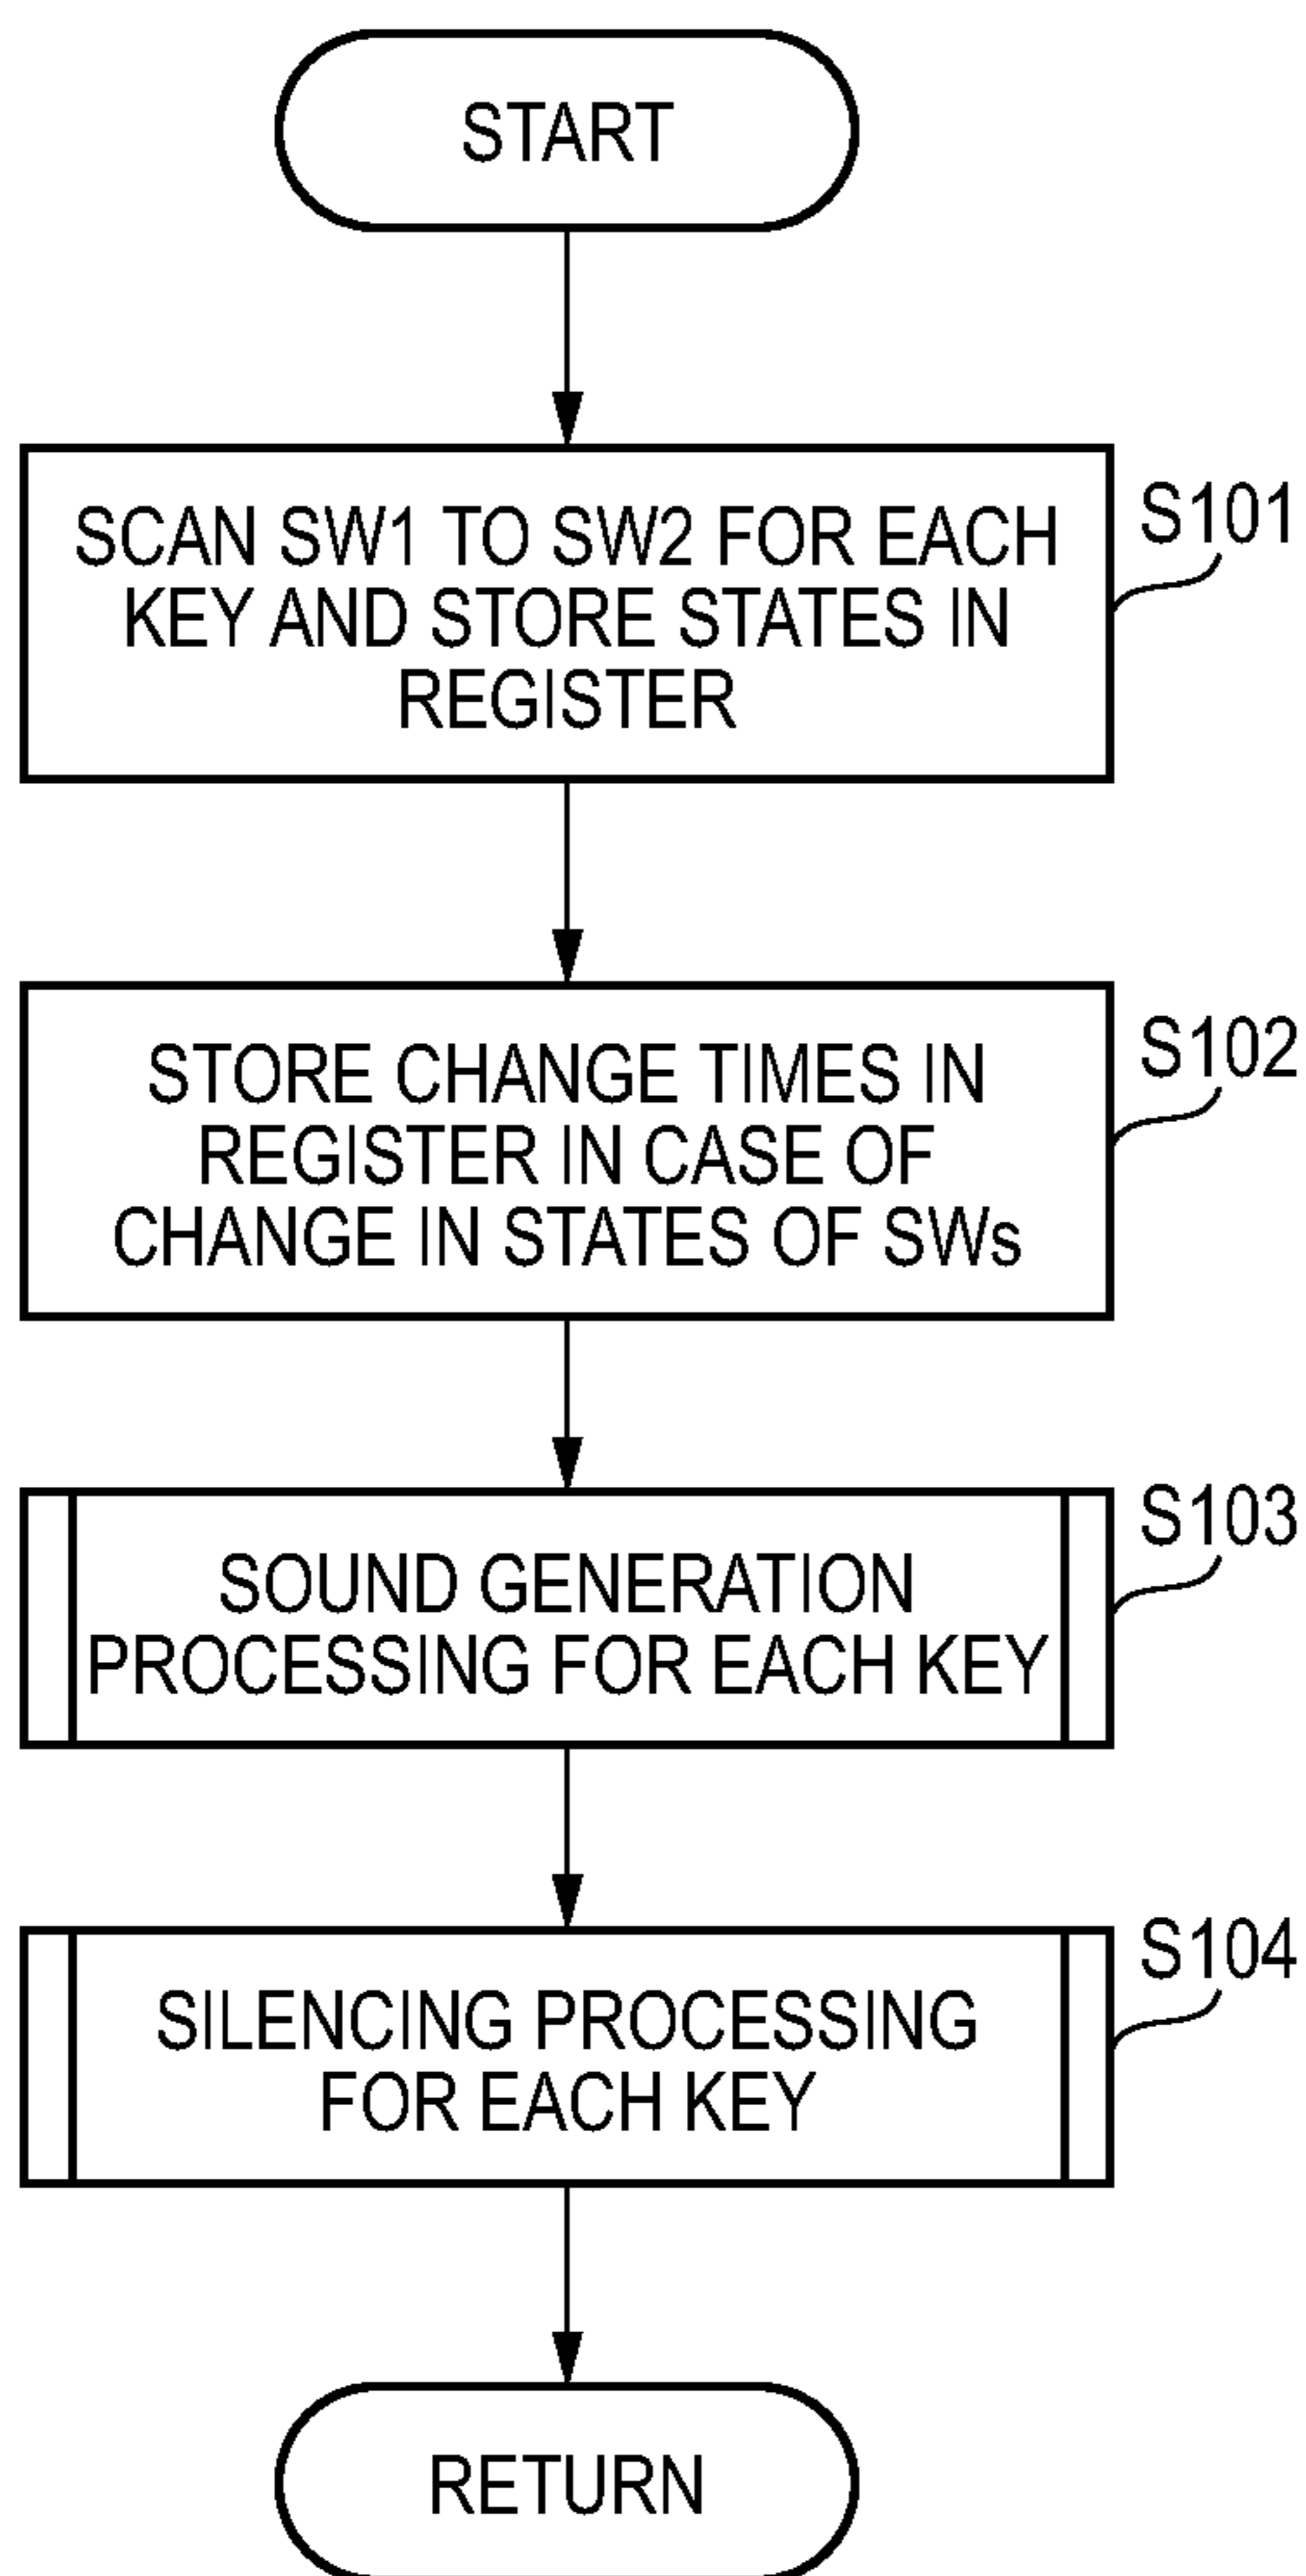 START
SCAN SW1 TO SW2 FOR EACH
KEY AND STORE STATES IN
REGISTER
S101
STORE CHANGE TIMES IN
REGISTER IN CASE OF
CHANGE IN STATES OF SWs
S102
SOUND GENERATION
PROCESSING FOR EACH KEY
S103
SILENCING PROCESSING
FOR EACH KEY
S104
RETURN